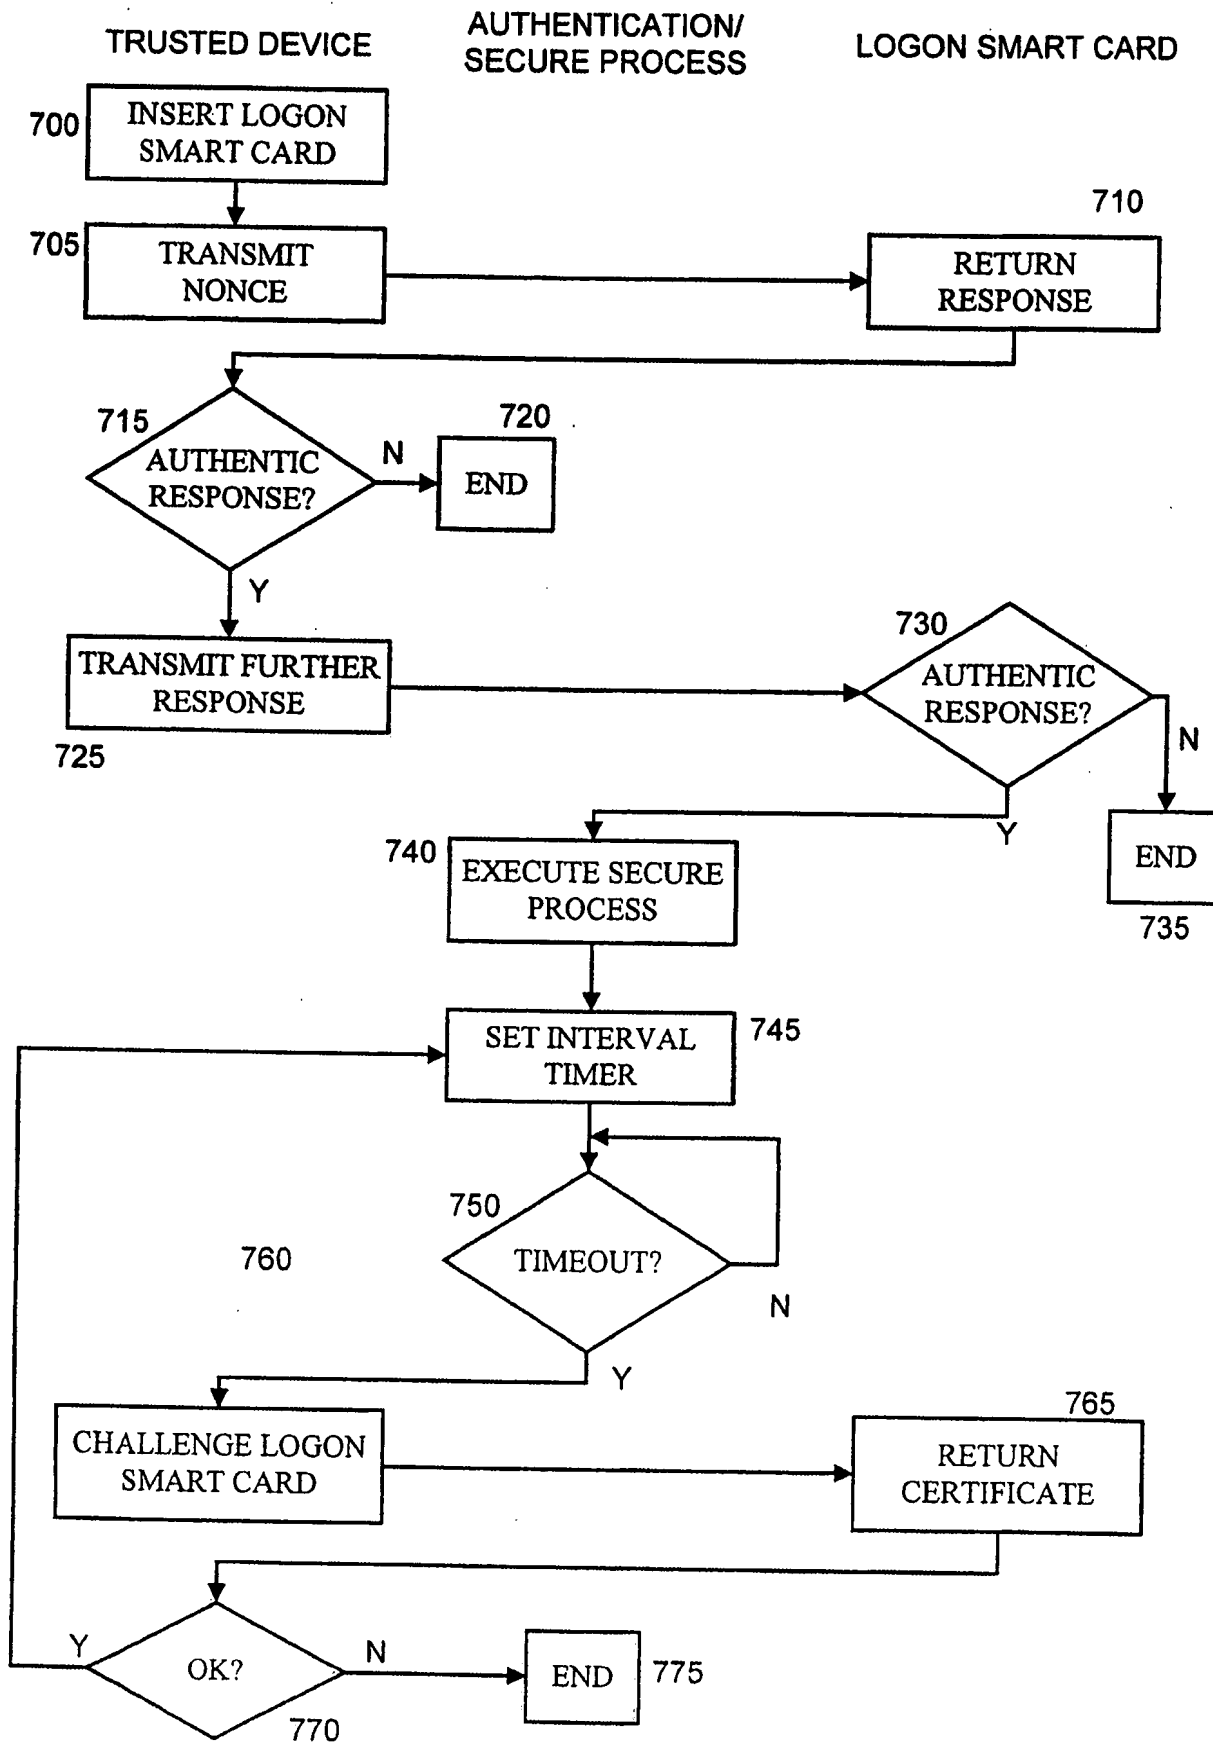 TRUSTED DEVICE
AUTHENTICATION/
SECURE PROCESS
LOGON SMART CARD
700
INSERT LOGON
SMART CARD
705
TRANSMIT
NONCE
710
RETURN
RESPONSE
715
AUTHENTIC
RESPONSE?
N
720
END
Y
TRANSMIT FURTHER
RESPONSE
725
730
AUTHENTIC
RESPONSE?
N
Y
END
735
740
EXECUTE SECURE
PROCESS
SET INTERVAL
TIMER
745
750
TIMEOUT?
N
760
Y
CHALLENGE LOGON
SMART CARD
765
RETURN
CERTIFICATE
Y
OK?
N
770
END
775